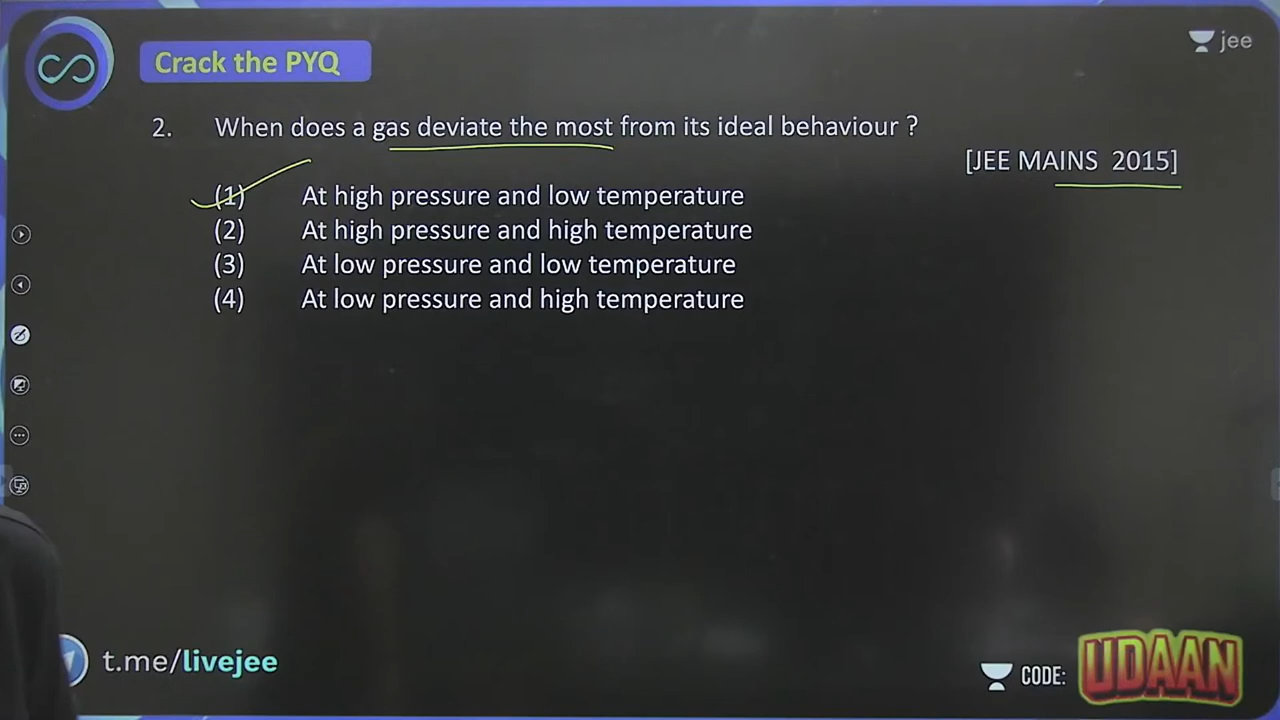 jee
Crack the PYQ
2. When does a gas deviate the most from its ideal behaviour ?
[JEE MAINS 2015]
(1) At high pressure and low temperature
(2) At high pressure and high temperature
(3) At low pressure and low temperature
(4) At low pressure and high temperature
t.me/livejee
CODE: UDAAN